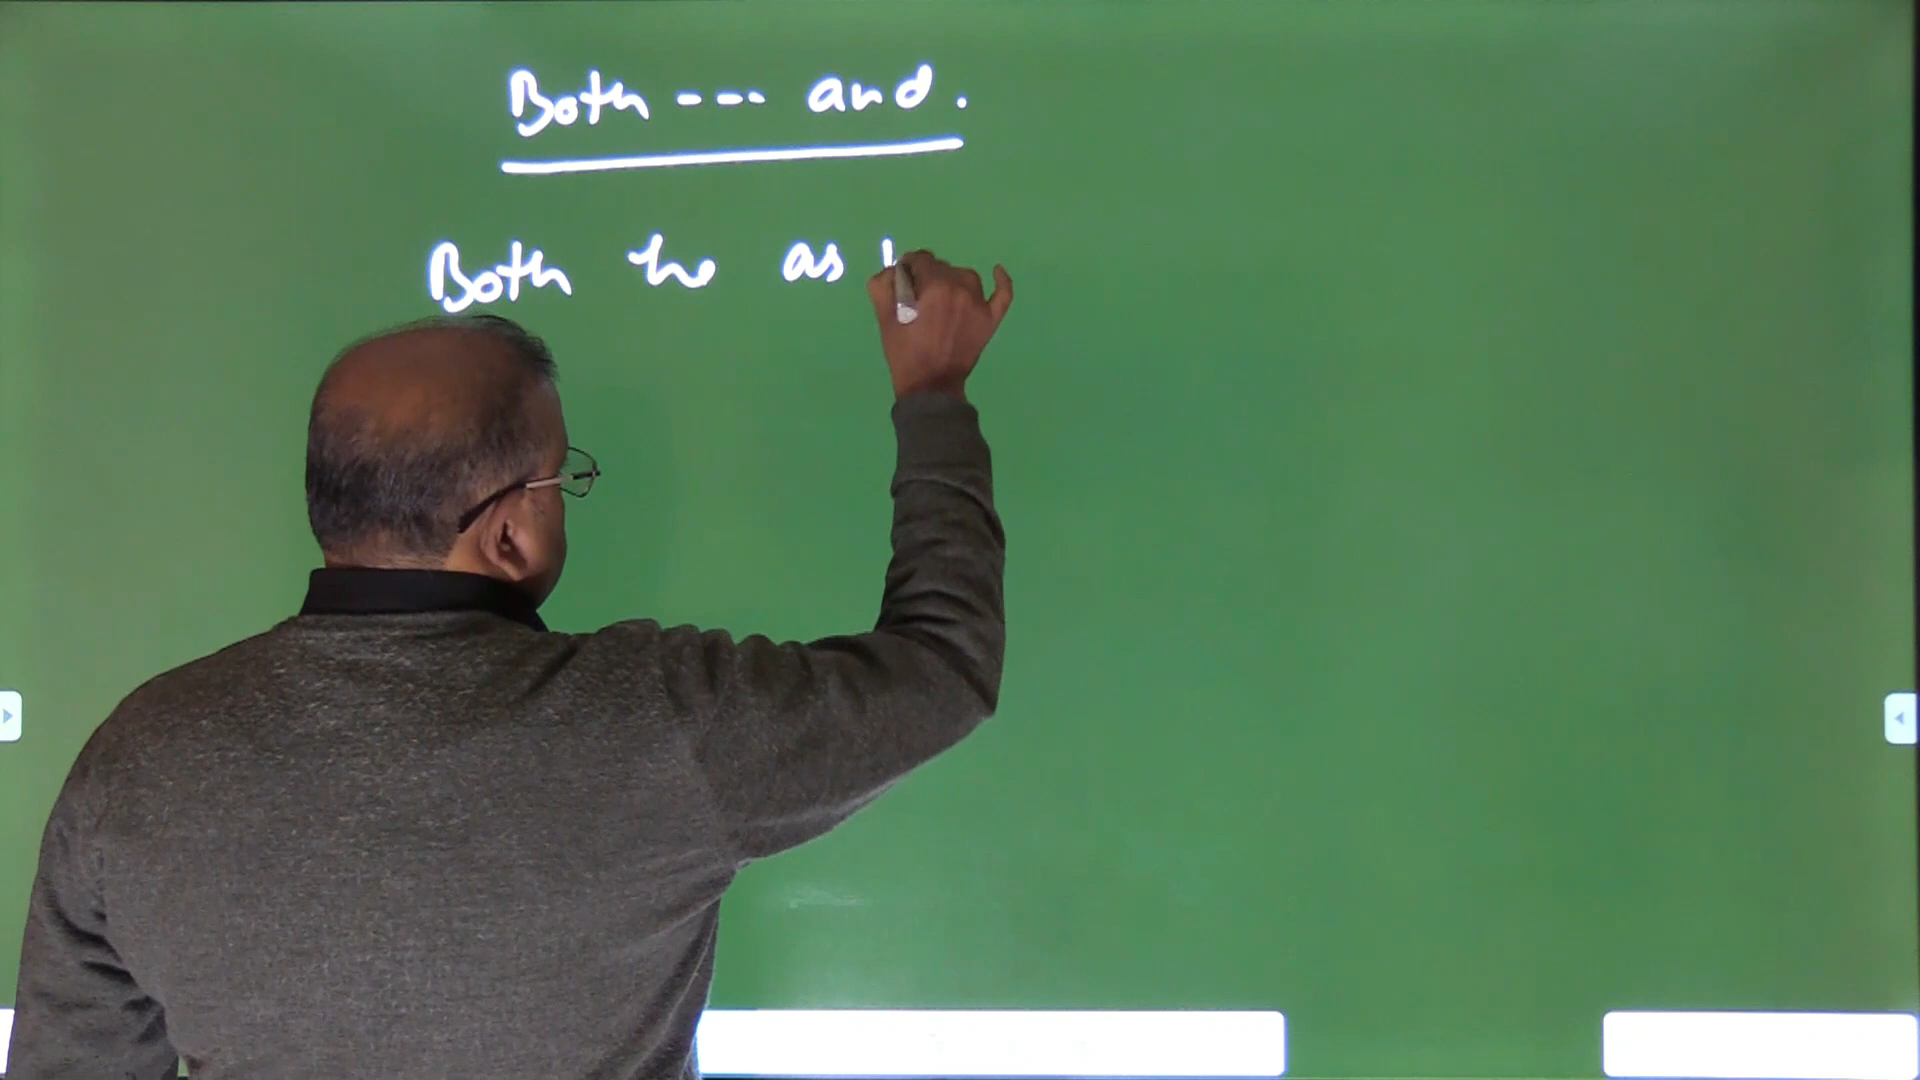 Both --- and.
Both he as